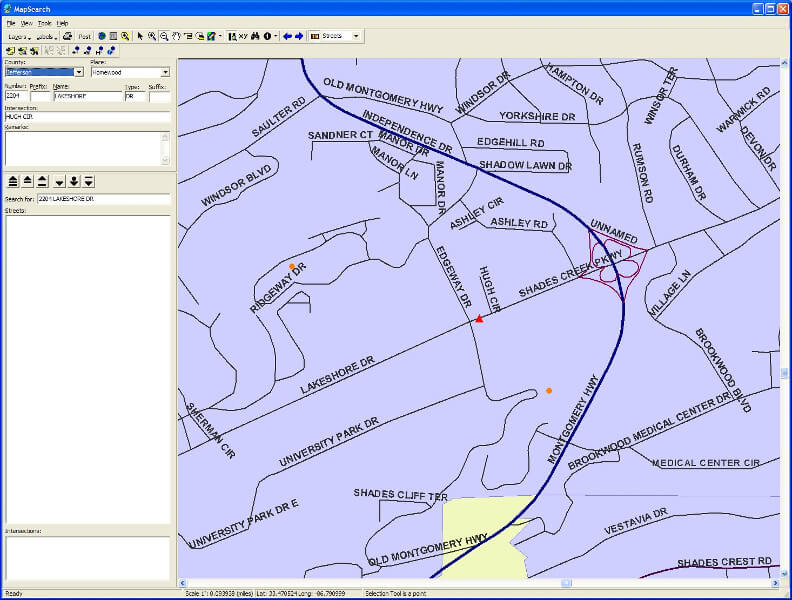 MapSearch
File View Tools Help
Layers Labels Post Streets
County: Place:
Jefferson Homewood
Number: Prefix: Name: Type: Suffix:
2204 LAKESHORE DR
Intersection:
HUGH CIR
Remarks:
Search for: 2204 LAKESHORE DR
Streets:
Intersections:
OLD MONTGOMERY HWY
WINDSOR DR
HAMPTON DR
WINSOR TER
WARWICK RD
SAULTER RD
INDEPENDENCE DR
YORKSHIRE DR
DEVON DR
SANDNER CT
MANOR DR
EDGEHILL RD
MANOR LN
SHADOW LAWN DR
RUMSON RD
DURHAM DR
WINDSOR BLVD
MANOR DR
ASHLEY CIR
ASHLEY RD
UNNAMED
EDGEWAY DR
HUGH CIR
SHADES CREEK PKWY
RIDGEWAY DR
VILLAGE LN
LAKESHORE DR
BROOKWOOD BLVD
SHERMAN CIR
UNIVERSITY PARK DR
MONTGOMERY HWY
BROOKWOOD MEDICAL CENTER DR
MEDICAL CENTER CIR
SHADES CLIFF TER
UNIVERSITY PARK DR E
VESTAVIA DR
OLD MONTGOMERY HWY
SHADES CREST RD
Ready Scale 1": 0.093939 (miles) Lat: 33.470524 Long: -86.790999 Selection Tool is a point